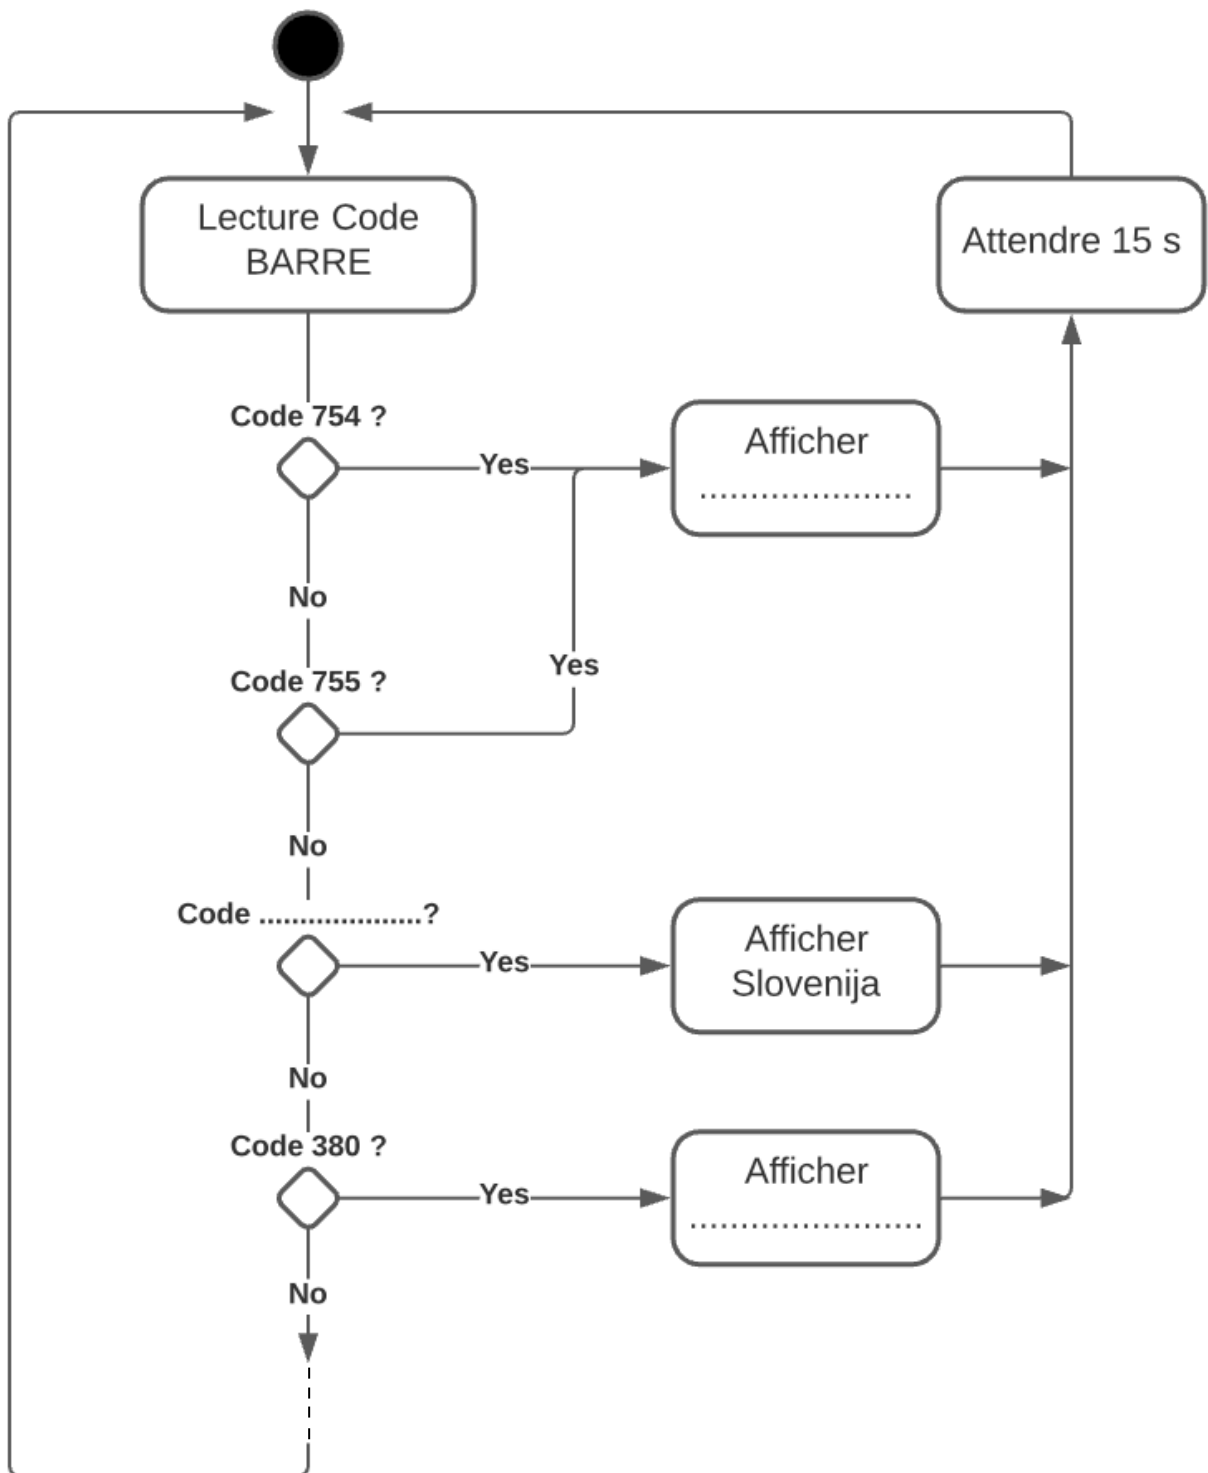 Lecture Code
BARRE
Attendre 15 s
Code 754 ?
Yes
Afficher
.....................
No
Code 755 ?
Yes
No
Code ....................?
Yes
Afficher
Slovenija
No
Code 380 ?
Yes
Afficher
.......................
No